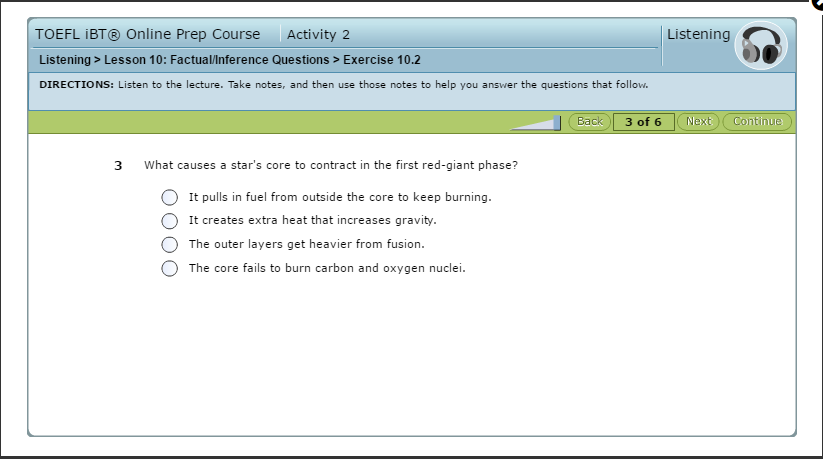 TOEFL iBT® Online Prep Course Activity 2 Listening
Listening > Lesson 10: Factual/Inference Questions > Exercise 10.2
DIRECTIONS: Listen to the lecture. Take notes, and then use those notes to help you answer the questions that follow.
Back 3 of 6 Next Continue
3 What causes a star's core to contract in the first red-giant phase?
It pulls in fuel from outside the core to keep burning.
It creates extra heat that increases gravity.
The outer layers get heavier from fusion.
The core fails to burn carbon and oxygen nuclei.